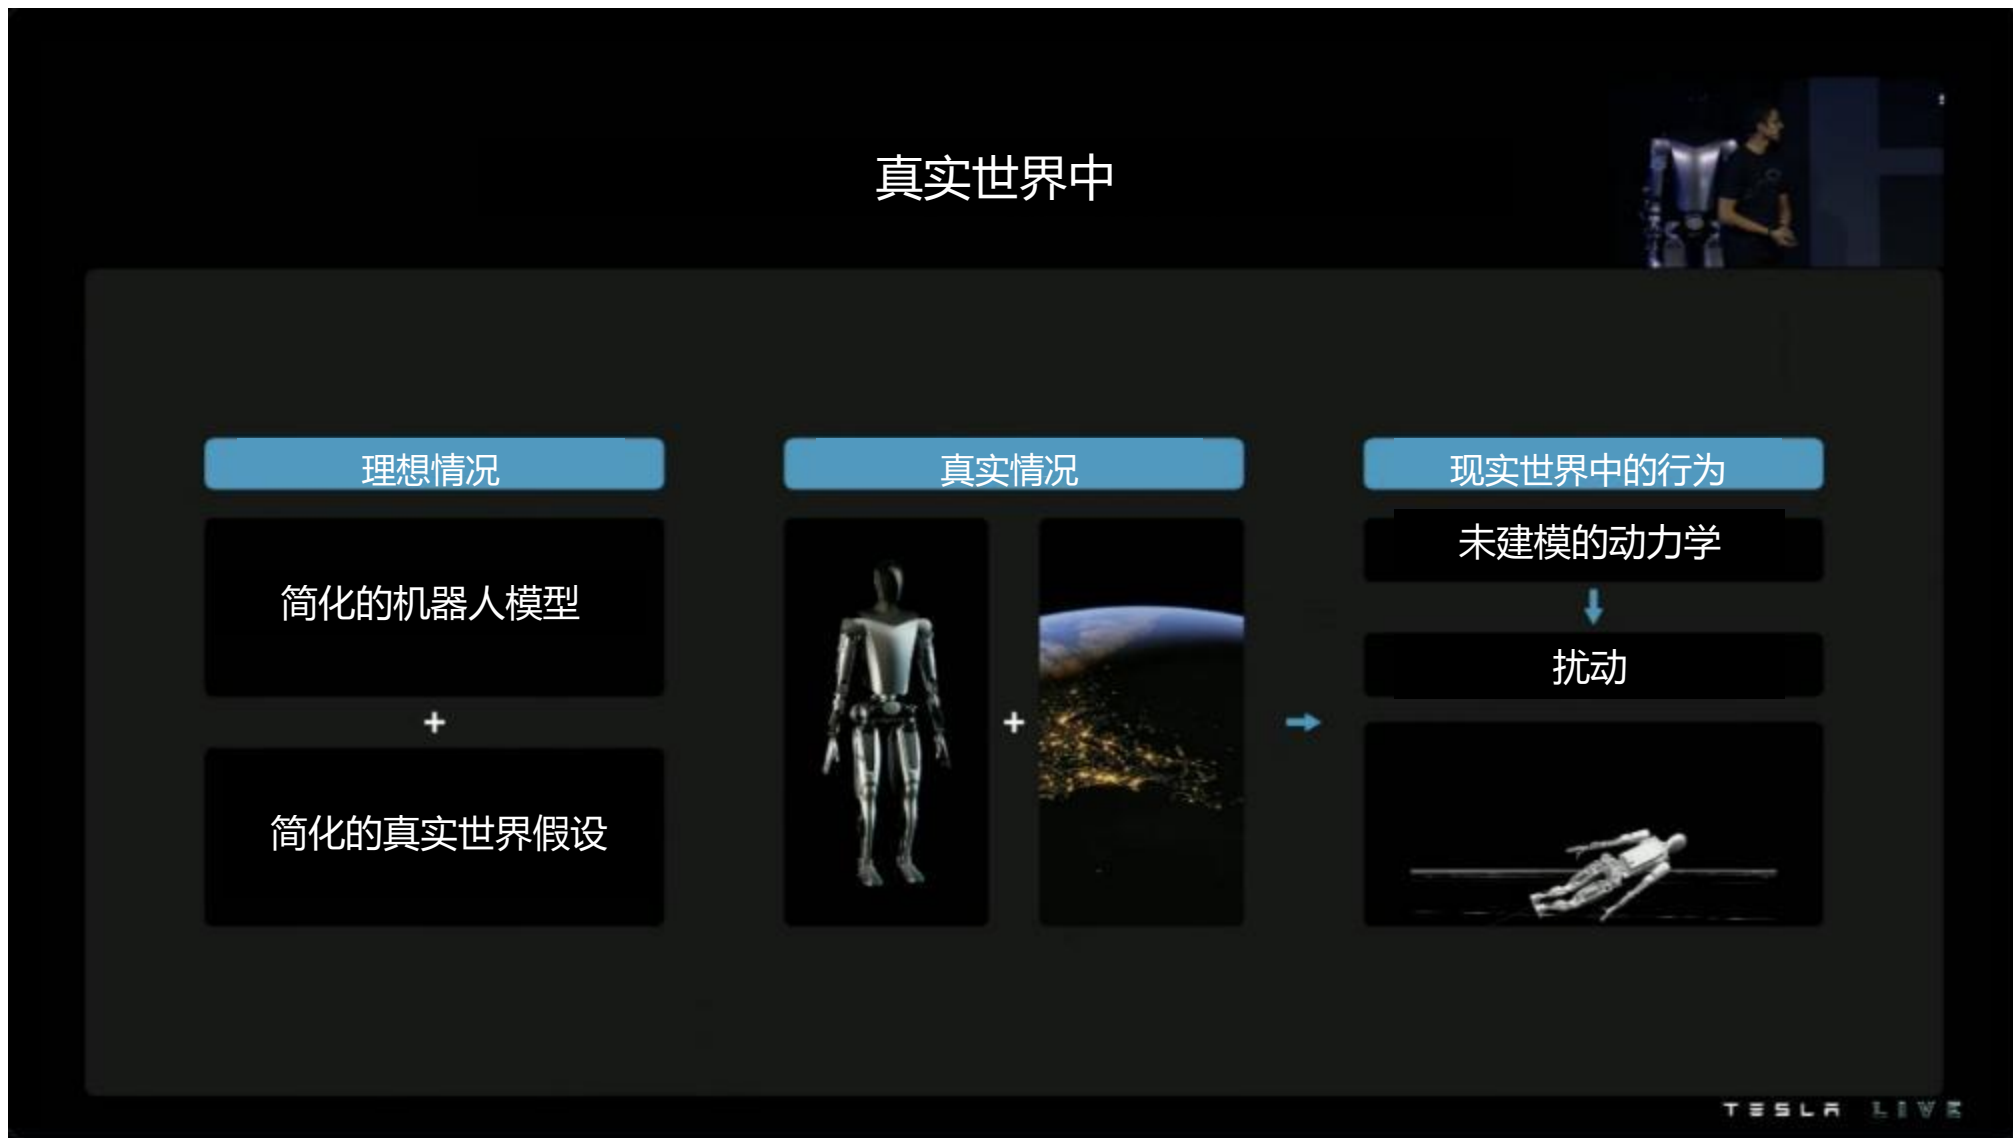 真实世界中
理想情况
简化的机器人模型
+
简化的真实世界假设
真实情况
+
现实世界中的行为
未建模的动力学
扰动
TESLA LIVE